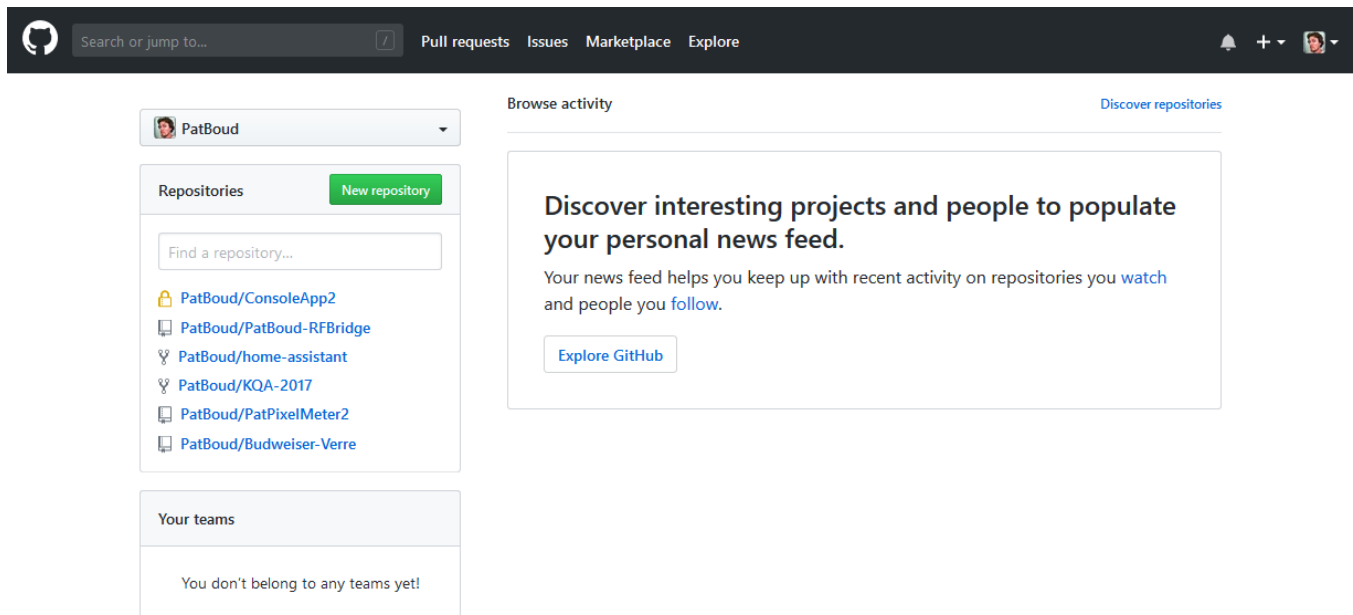 Search or jump to... /
Pull requests Issues Marketplace Explore
PatBoud
Repositories
New repository
Find a repository...
PatBoud/ConsoleApp2
PatBoud/PatBoud-RFBridge
PatBoud/home-assistant
PatBoud/KQA-2017
PatBoud/PatPixelMeter2
PatBoud/Budweiser-Verre
Your teams
You don't belong to any teams yet!
Browse activity
Discover repositories
Discover interesting projects and people to populate
your personal news feed.
Your news feed helps you keep up with recent activity on repositories you watch
and people you follow.
Explore GitHub